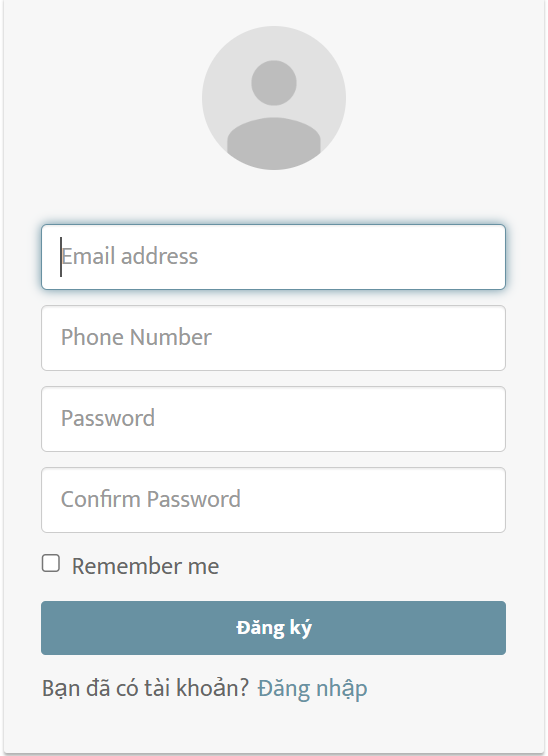 Email address
Phone Number
Password
Confirm Password
Remember me
Đăng ký
Bạn đã có tài khoản? Đăng nhập